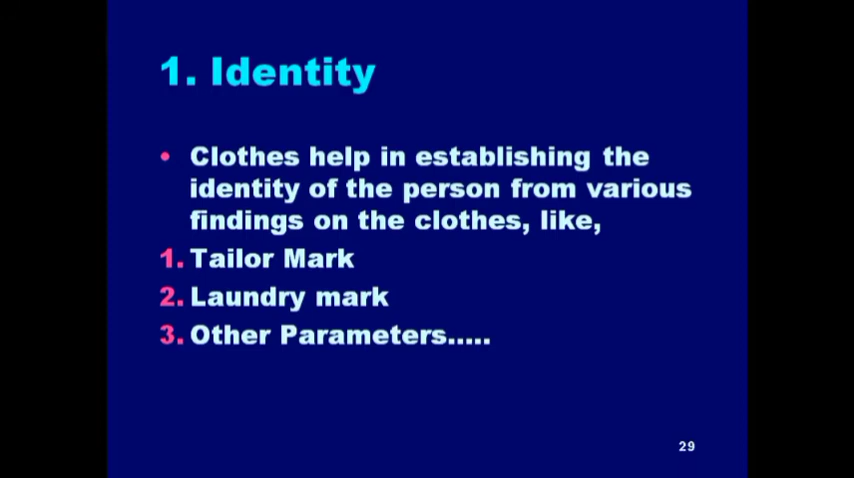 1. Identity
• Clothes help in establishing the
identity of the person from various
findings on the clothes, like,
1. Tailor Mark
2. Laundry mark
3. Other Parameters.....
29